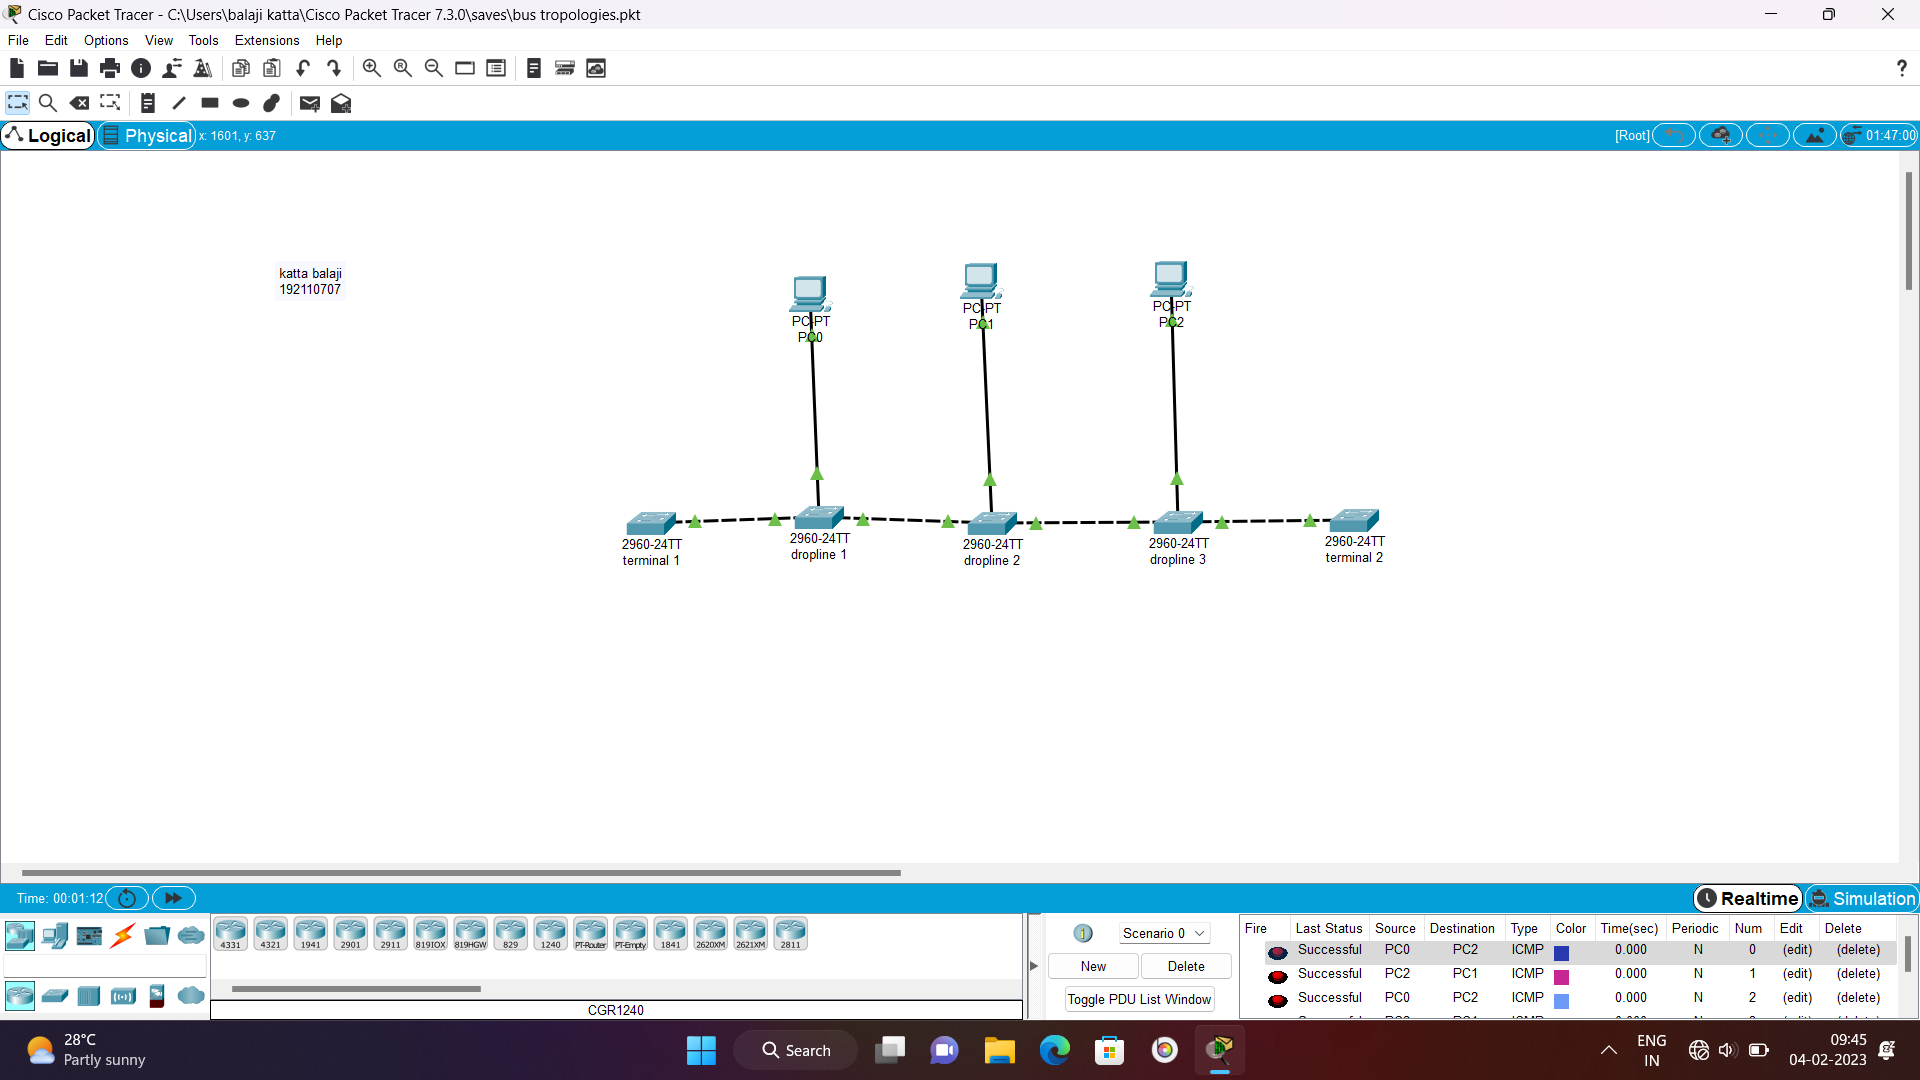 Cisco Packet Tracer - C:\Users\balaji katta\Cisco Packet Tracer 7.3.0\saves\bus tropologies.pkt
File Edit Options View Tools Extensions Help
?
Logical Physical x: 1601, y: 637 [Root] 01:47:00
katta balaji
192110707
PC-PT
PC0
PC-PT
PC1
PC-PT
PC2
2960-24TT
terminal 1
2960-24TT
dropline 1
2960-24TT
dropline 2
2960-24TT
dropline 3
2960-24TT
terminal 2
Time: 00:01:12 Realtime Simulation
4331 4321 1941 2901 2911 819IOX 819HGW 829 1240 PT-Router PT-Empty 1841 2620XM 2621XM 2811
CGR1240
Scenario 0
New Delete
Toggle PDU List Window
Fire Last Status Source Destination Type Color Time(sec) Periodic Num Edit Delete
Successful PC0 PC2 ICMP 0.000 N 0 (edit) (delete)
Successful PC2 PC1 ICMP 0.000 N 1 (edit) (delete)
Successful PC0 PC2 ICMP 0.000 N 2 (edit) (delete)
28°C
Partly sunny
Search
ENG
IN
09:45
04-02-2023